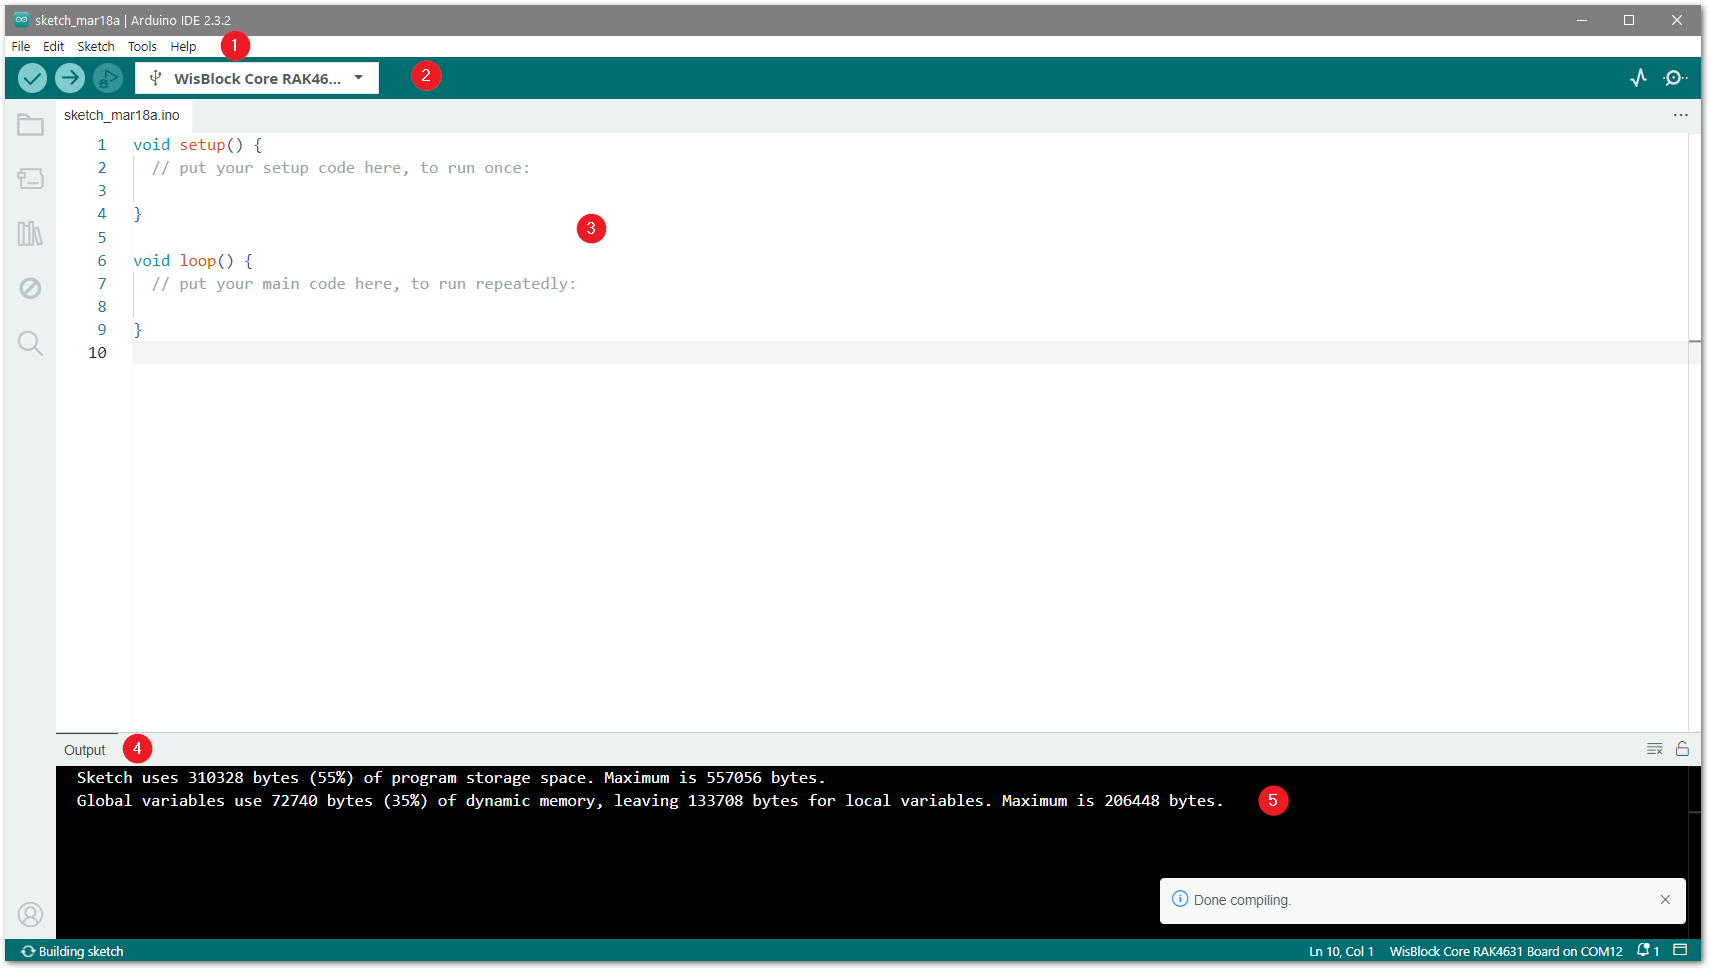 sketch_mar18a | Arduino IDE 2.3.2
File Edit Sketch Tools Help 1
WisBlock Core RAK46... 2
sketch_mar18a.ino
1 void setup() {
2 // put your setup code here, to run once:
3
4 }
3
5
6 void loop() {
7 // put your main code here, to run repeatedly:
8
9 }
10
Output 4
Sketch uses 310328 bytes (55%) of program storage space. Maximum is 557056 bytes.
Global variables use 72740 bytes (35%) of dynamic memory, leaving 133708 bytes for local variables. Maximum is 206448 bytes. 5
Done compiling.
Building sketch Ln 10, Col 1 WisBlock Core RAK4631 Board on COM12 1